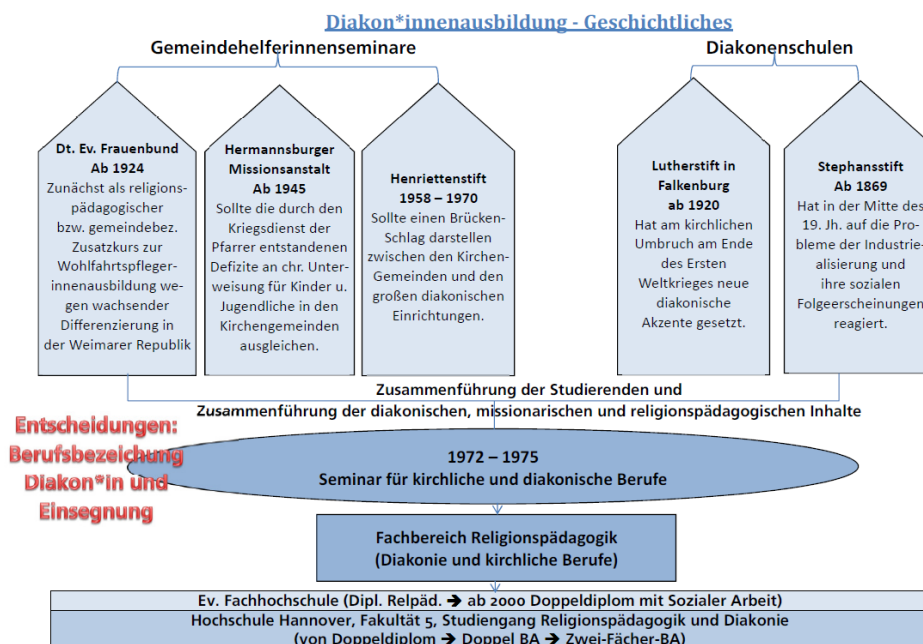 Diakon*innenausbildung - Geschichtliches
Gemeindehelferinnenseminare
Diakonenschulen
Dt. Ev. Frauenbund
Ab 1924
Zunächst als religions-
pädagogischer
bzw. gemeindebez.
Zusatzkurs zur
Wohlfahrtspfleger-
innenausbildung we-
gen wachsender
Differenzierung in
der Weimarer Republik
Hermannsburger
Missionsanstalt
Ab 1945
Sollte die durch den
Kriegsdienst der
Pfarrer entstandenen
Defizite an chr. Unter-
weisung für Kinder u.
Jugendliche in den
Kirchengemeinden
ausgleichen.
Henriettenstift
1958 – 1970
Sollte einen Brücken-
Schlag darstellen
zwischen den Kirchen-
Gemeinden und den
großen diakonischen
Einrichtungen.
Lutherstift in
Falkenburg
ab 1920
Hat am kirchlichen
Umbruch am Ende
des Ersten
Weltkrieges neue
diakonische
Akzente gesetzt.
Stephansstift
Ab 1869
Hat in der Mitte des
19. Jh. auf die Pro-
bleme der Industrie-
alisierung und
ihre sozialen
Folgeerscheinungen
reagiert.
Zusammenführung der Studierenden und
Zusammenführung der diakonischen, missionarischen und religionspädagogischen Inhalte
Entscheidungen:
Berufsbezeichung
Diakon*in und
Einsegnung
1972 – 1975
Seminar für kirchliche und diakonische Berufe
Fachbereich Religionspädagogik
(Diakonie und kirchliche Berufe)
Ev. Fachhochschule (Dipl. Relpäd. → ab 2000 Doppeldiplom mit Sozialer Arbeit)
Hochschule Hannover, Fakultät 5, Studiengang Religionspädagogik und Diakonie
(von Doppeldiplom → Doppel BA → Zwei-Fächer-BA)